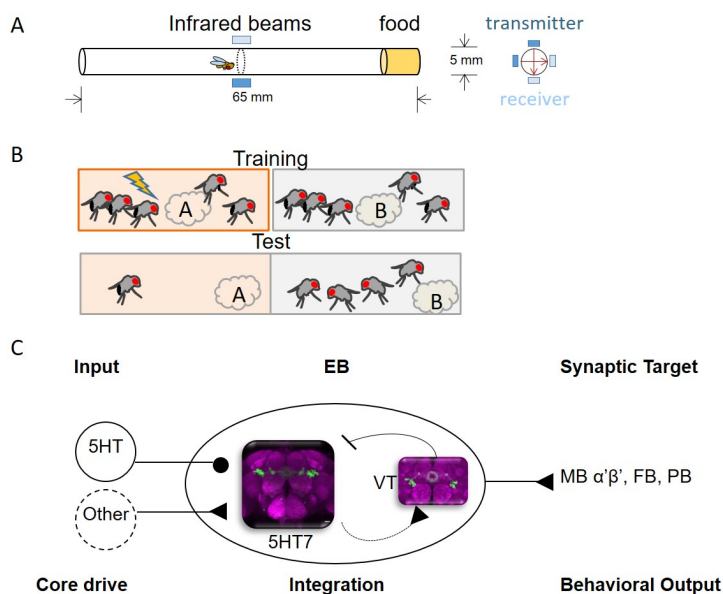 A
Infrared beams
food
transmitter
65 mm
5 mm
receiver
B
Training
A
B
Test
A
B
C
Input
EB
Synaptic Target
5HT
Other
5HT7
VT
MB α'β', FB, PB
Core drive
Integration
Behavioral Output